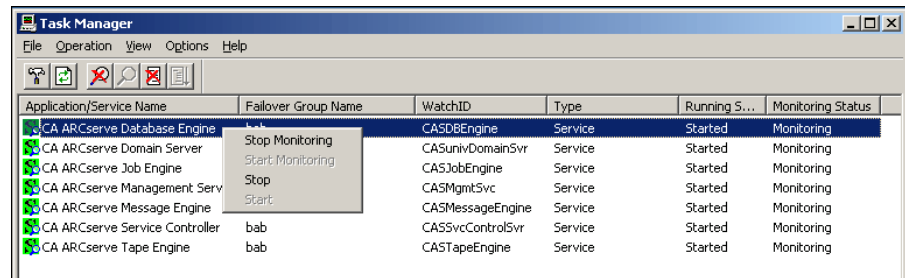 Task Manager
File Operation View Options Help
Application/Service Name Failover Group Name WatchID Type Running S... Monitoring Status
CA ARCserve Database Engine bab CASDBEngine Service Started Monitoring
CA ARCserve Domain Server CASunivDomainSvr Service Started Monitoring
CA ARCserve Job Engine CASJobEngine Service Started Monitoring
CA ARCserve Management Serv CASMgmtSvc Service Started Monitoring
CA ARCserve Message Engine CASMessageEngine Service Started Monitoring
CA ARCserve Service Controller bab CASSvcControlSvr Service Started Monitoring
CA ARCserve Tape Engine bab CASTapeEngine Service Started Monitoring
Stop Monitoring
Start Monitoring
Stop
Start